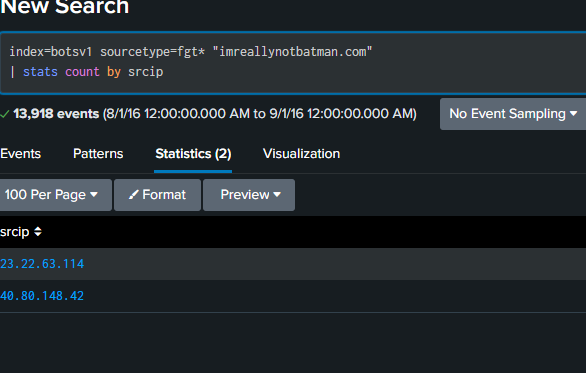 New Search
index=botsv1 sourcetype=fgt* "imreallynotbatman.com"
| stats count by srcip
✓ 13,918 events (8/1/16 12:00:00.000 AM to 9/1/16 12:00:00.000 AM) No Event Sampling ▾
Events Patterns Statistics (2) Visualization
100 Per Page ▾ Format Preview ▾
srcip
23.22.63.114
40.80.148.42